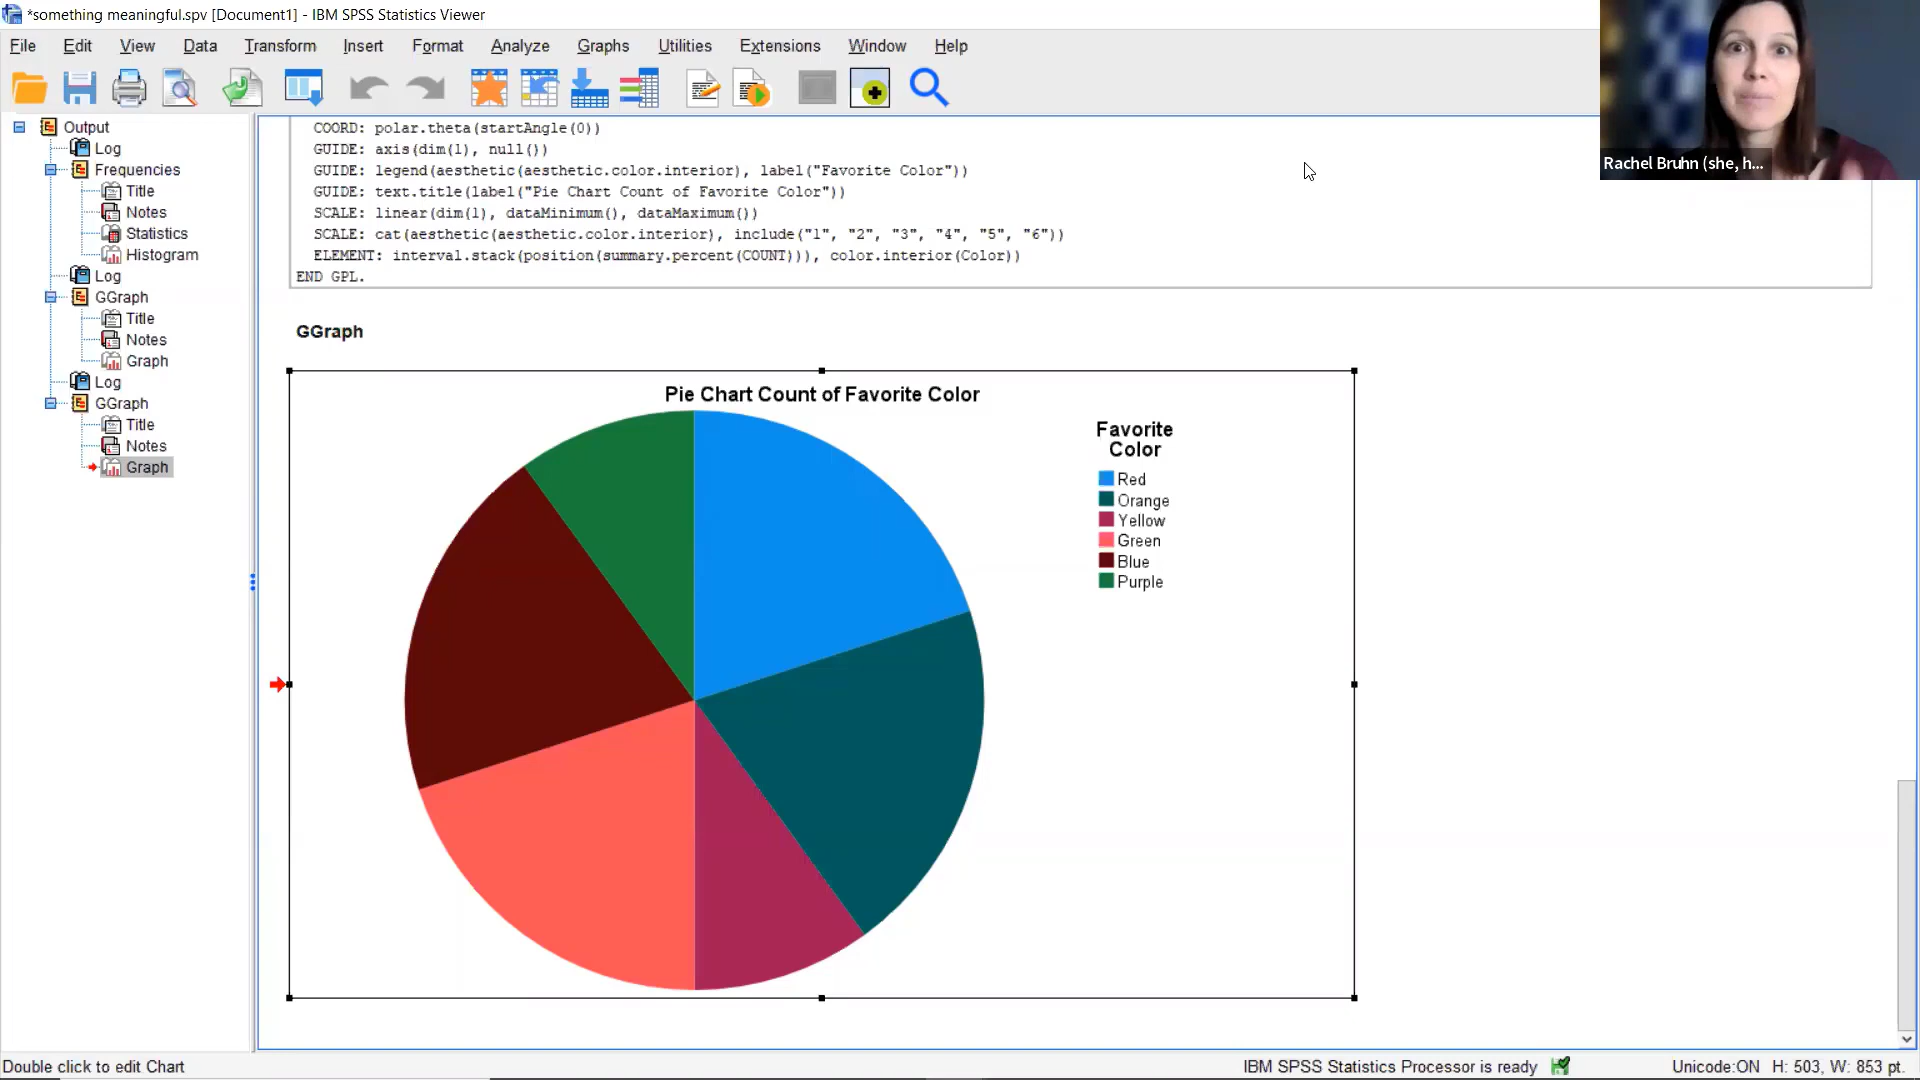 *something meaningful.spv [Document1] - IBM SPSS Statistics Viewer
File Edit View Data Transform Insert Format Analyze Graphs Utilities Extensions Window Help
Rachel Bruhn (she, h...
Output
Log
Frequencies
Title
Notes
Statistics
Histogram
Log
GGraph
Title
Notes
Graph
Log
GGraph
Title
Notes
Graph
COORD: polar.theta(startAngle(0))
GUIDE: axis(dim(1), null())
GUIDE: legend(aesthetic(aesthetic.color.interior), label("Favorite Color"))
GUIDE: text.title(label("Pie Chart Count of Favorite Color"))
SCALE: linear(dim(1), dataMinimum(), dataMaximum())
SCALE: cat(aesthetic(aesthetic.color.interior), include("1", "2", "3", "4", "5", "6"))
ELEMENT: interval.stack(position(summary.percent(COUNT))), color.interior(Color))
END GPL.
GGraph
Pie Chart Count of Favorite Color
Favorite
Color
Red
Orange
Yellow
Green
Blue
Purple
Double click to edit Chart
IBM SPSS Statistics Processor is ready
Unicode:ON H: 503, W: 853 pt.